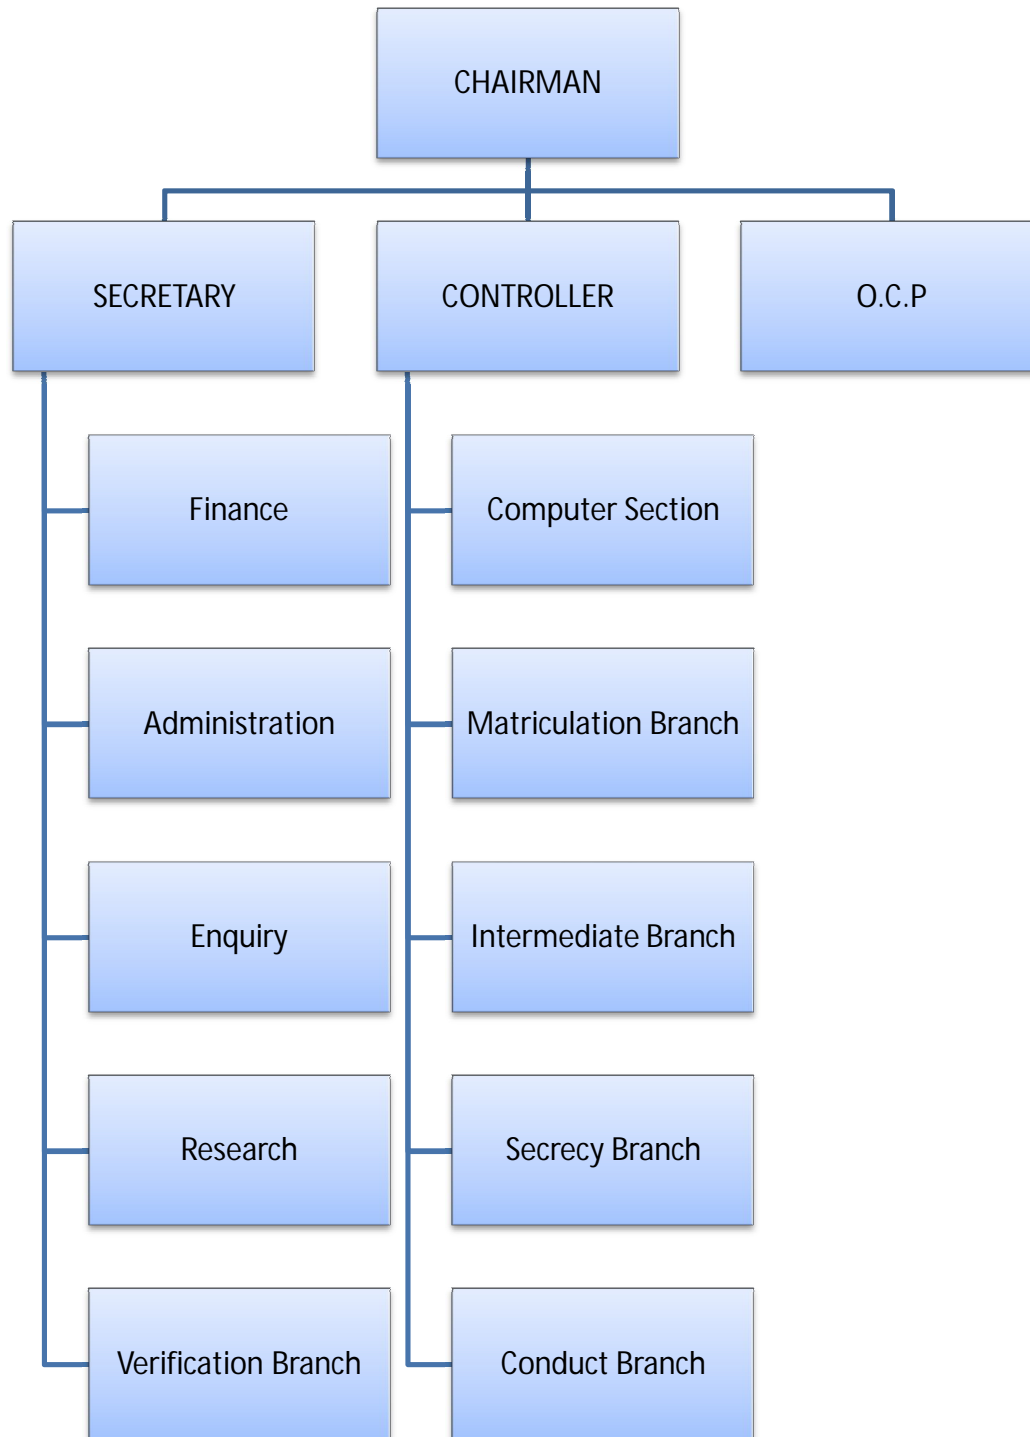 CHAIRMAN
SECRETARY
CONTROLLER
O.C.P
Finance
Computer Section
Administration
Matriculation Branch
Enquiry
Intermediate Branch
Research
Secrecy Branch
Verification Branch
Conduct Branch